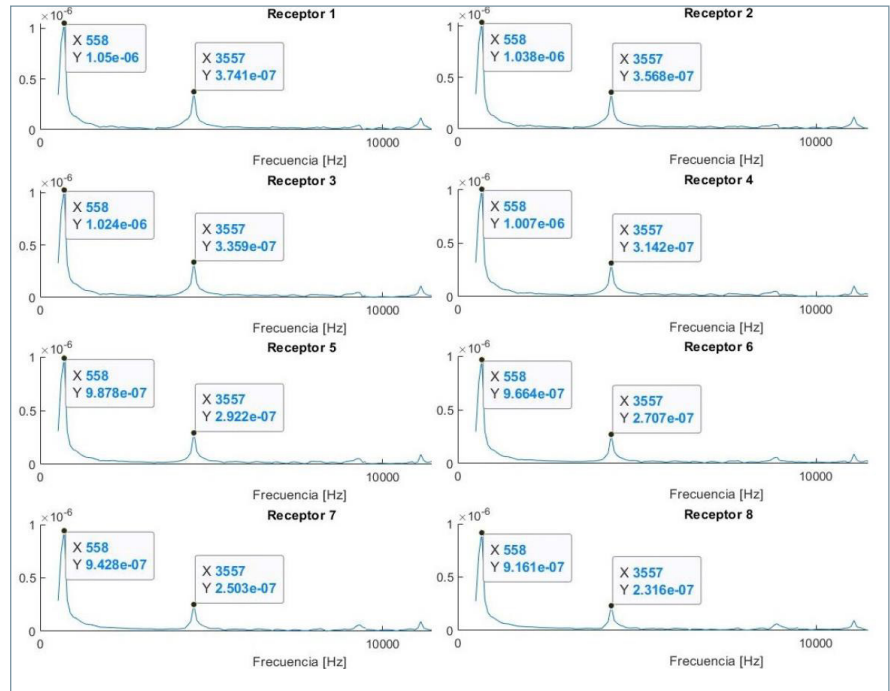 Receptor 1
×10^-6
1
0.5
0
X 558
Y 1.05e-06
X 3557
Y 3.741e-07
0
10000
Frecuencia [Hz]
Receptor 2
×10^-6
1
0.5
0
X 558
Y 1.038e-06
X 3557
Y 3.568e-07
0
10000
Frecuencia [Hz]
Receptor 3
×10^-6
1
0.5
0
X 558
Y 1.024e-06
X 3557
Y 3.359e-07
0
10000
Frecuencia [Hz]
Receptor 4
×10^-6
1
0.5
0
X 558
Y 1.007e-06
X 3557
Y 3.142e-07
0
10000
Frecuencia [Hz]
Receptor 5
×10^-6
1
0.5
0
X 558
Y 9.878e-07
X 3557
Y 2.922e-07
0
10000
Frecuencia [Hz]
Receptor 6
×10^-6
1
0.5
0
X 558
Y 9.664e-07
X 3557
Y 2.707e-07
0
10000
Frecuencia [Hz]
Receptor 7
×10^-6
1
0.5
0
X 558
Y 9.428e-07
X 3557
Y 2.503e-07
0
10000
Frecuencia [Hz]
Receptor 8
×10^-6
1
0.5
0
X 558
Y 9.161e-07
X 3557
Y 2.316e-07
0
10000
Frecuencia [Hz]